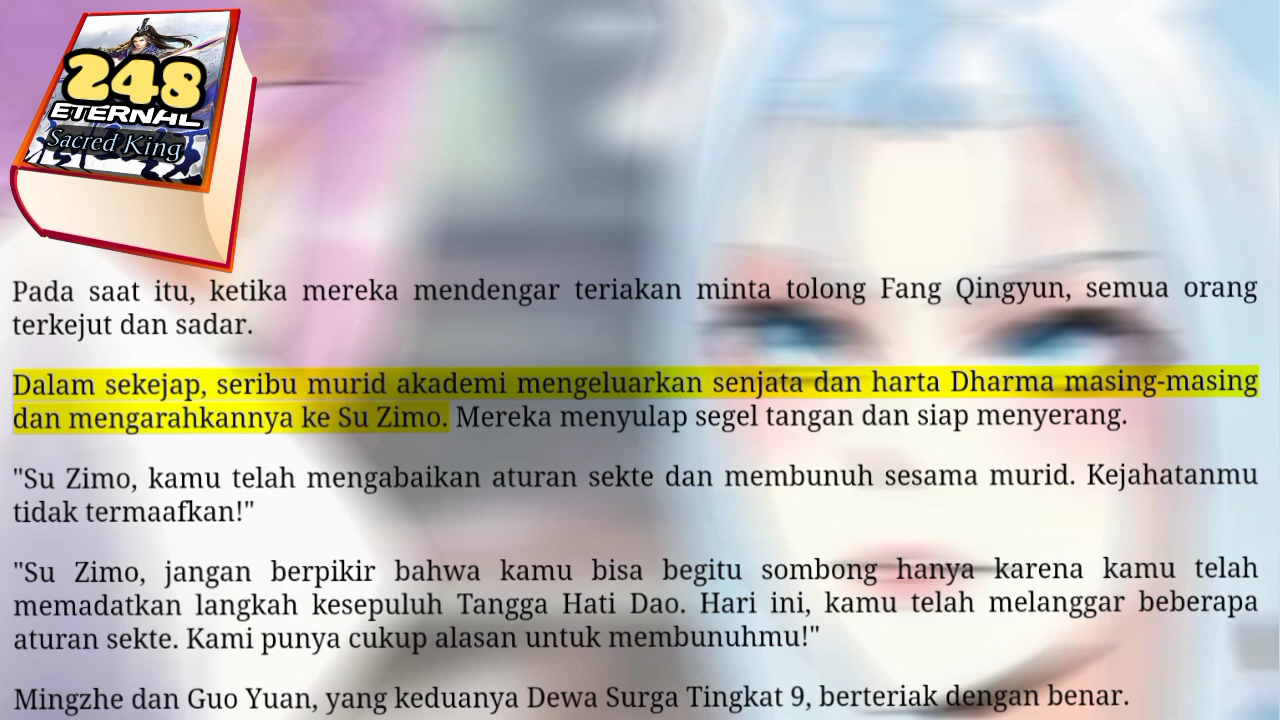 248
ETERNAL
Sacred King
Pada saat itu, ketika mereka mendengar teriakan minta tolong Fang Qingyun, semua orang
terkejut dan sadar.
Dalam sekejap, seribu murid akademi mengeluarkan senjata dan harta Dharma masing-masing
dan mengarahkannya ke Su Zimo. Mereka menyulap segel tangan dan siap menyerang.
"Su Zimo, kamu telah mengabaikan aturan sekte dan membunuh sesama murid. Kejahatanmu
tidak termaafkan!"
"Su Zimo, jangan berpikir bahwa kamu bisa begitu sombong hanya karena kamu telah
memadatkan langkah kesepuluh Tangga Hati Dao. Hari ini, kamu telah melanggar beberapa
aturan sekte. Kami punya cukup alasan untuk membunuhmu!"
Mingzhe dan Guo Yuan, yang keduanya Dewa Surga Tingkat 9, berteriak dengan benar.